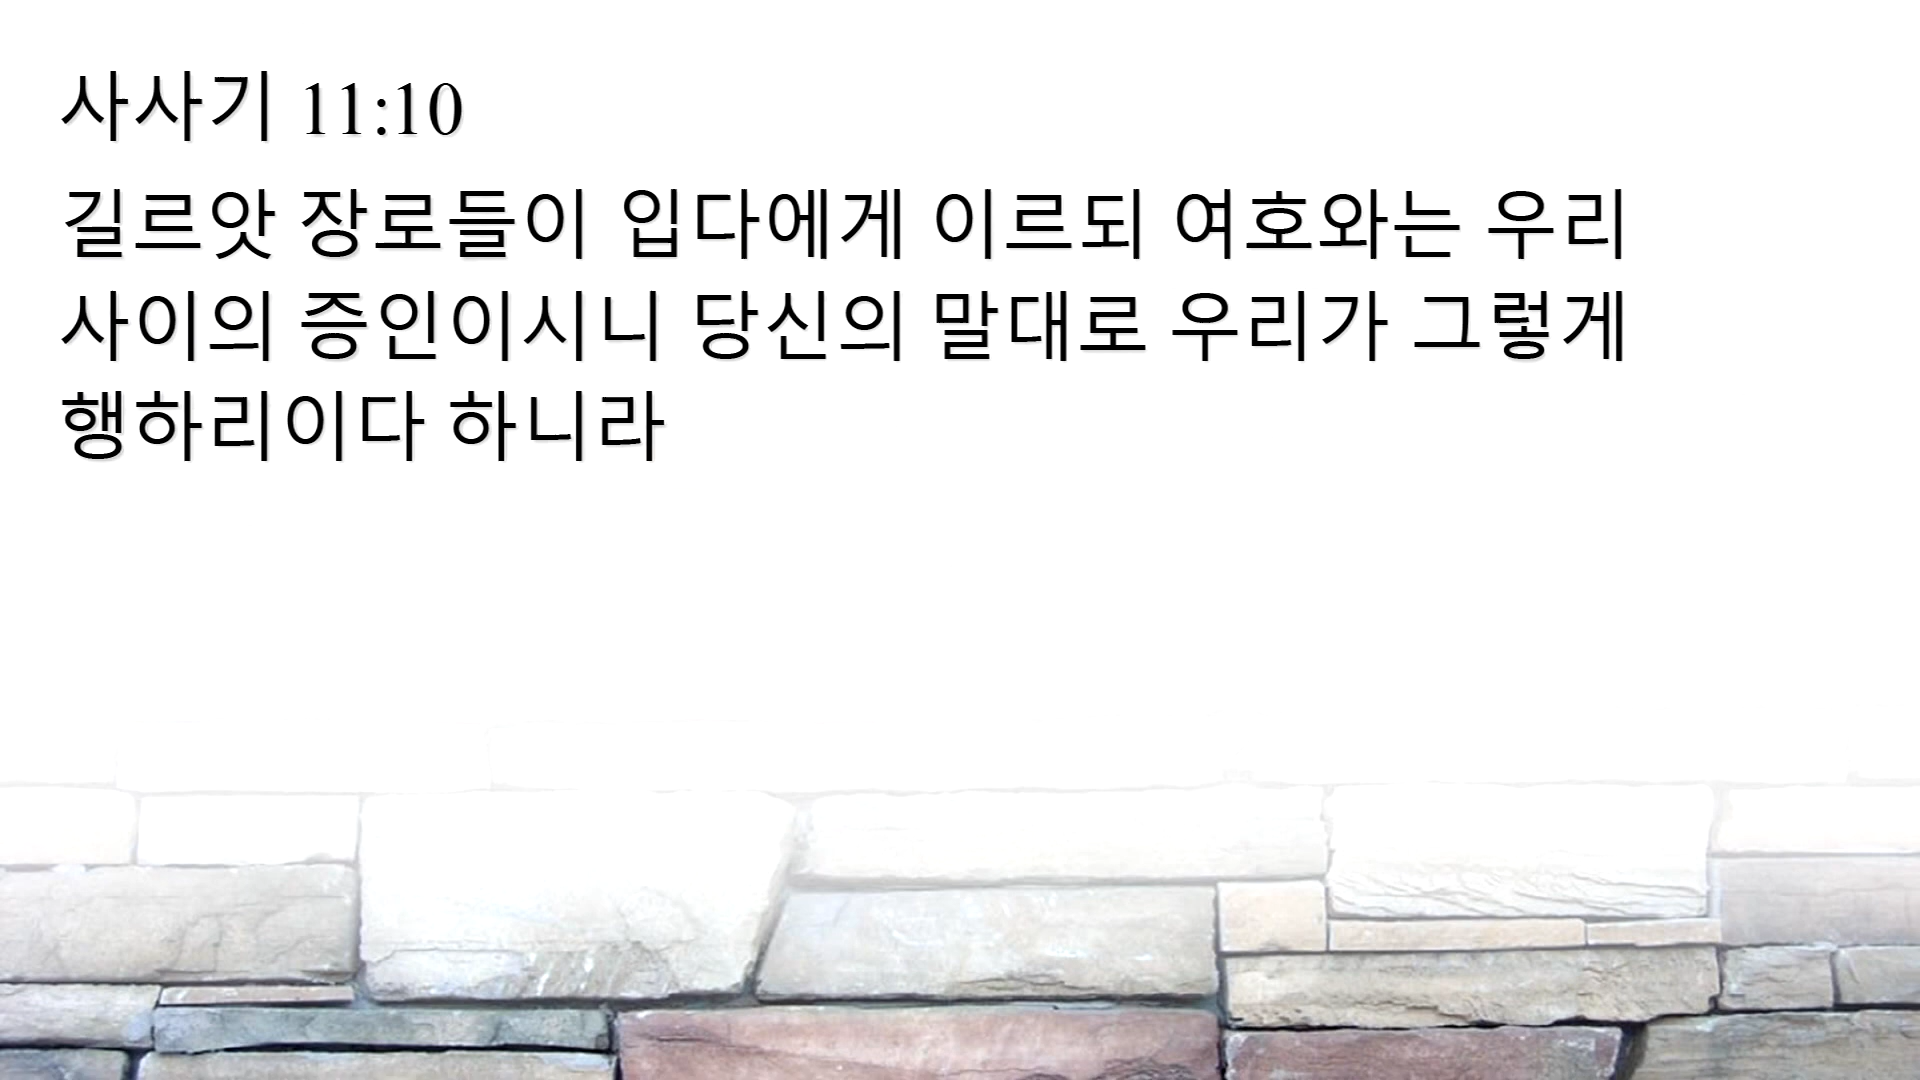 사사기 11:10
길르앗 장로들이 입다에게 이르되 여호와는 우리
사이의 증인이시니 당신의 말대로 우리가 그렇게
행하리이다 하니라